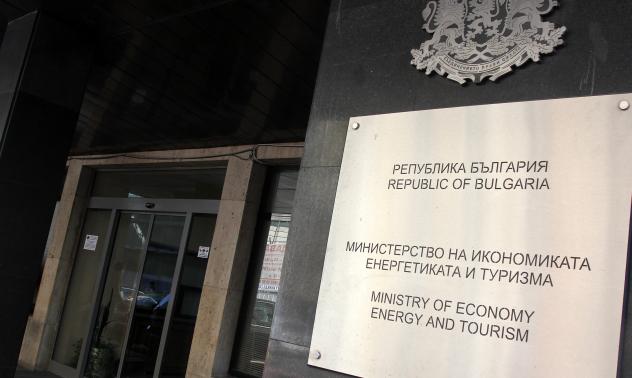 РЕПУБЛИКА БЪЛГАРИЯ
REPUBLIC OF BULGARIA
МИНИСТЕРСТВО НА ИКОНОМИКАТА
ЕНЕРГЕТИКАТА И ТУРИЗМА
MINISTRY OF ECONOMY
ENERGY AND TOURISM